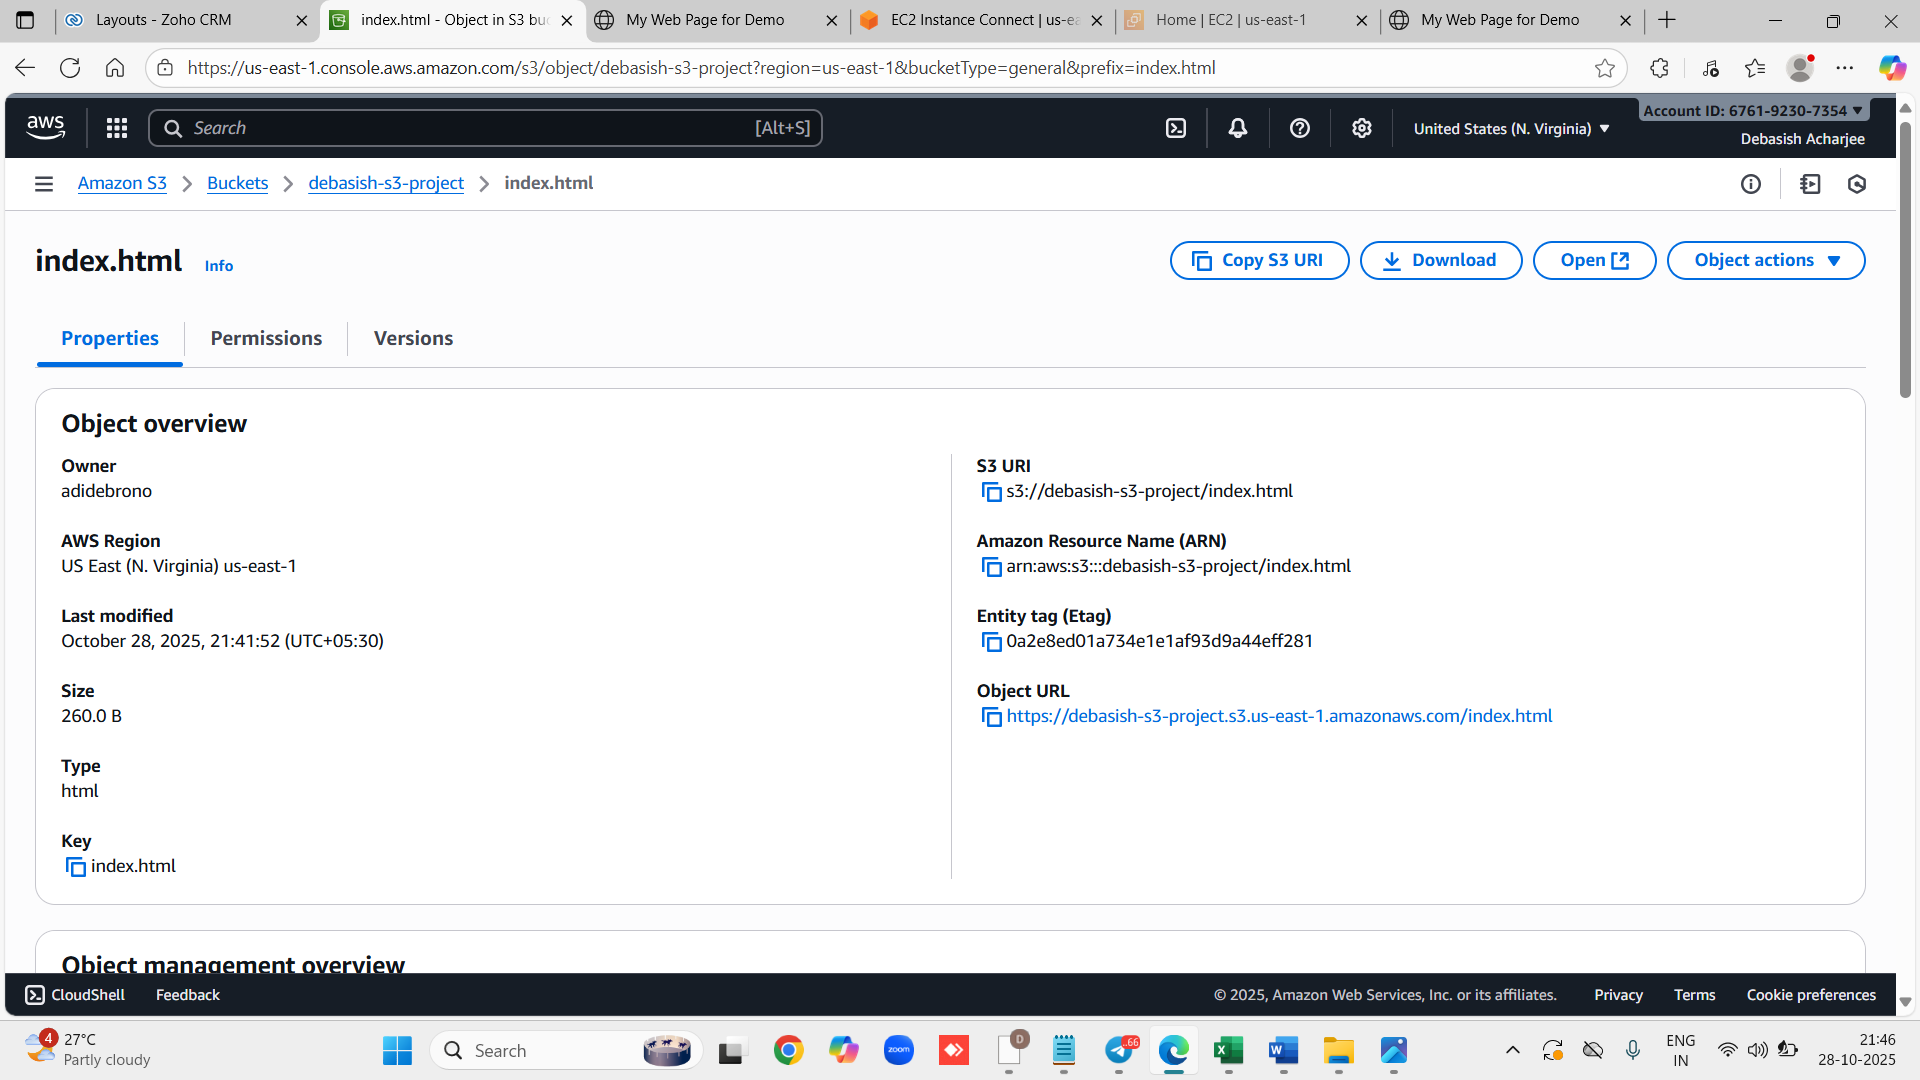 Layouts - Zoho CRM
index.html - Object in S3 buc
My Web Page for Demo
EC2 Instance Connect | us-ea
Home | EC2 | us-east-1
My Web Page for Demo
https://us-east-1.console.aws.amazon.com/s3/object/debasish-s3-project?region=us-east-1&bucketType=general&prefix=index.html
aws
Search
[Alt+S]
United States (N. Virginia)
Account ID: 6761-9230-7354
Debasish Acharjee
Amazon S3
Buckets
debasish-s3-project
index.html
index.html
Info
Copy S3 URI
Download
Open
Object actions
Properties
Permissions
Versions
Object overview
Owner
adidebrono
AWS Region
US East (N. Virginia) us-east-1
Last modified
October 28, 2025, 21:41:52 (UTC+05:30)
Size
260.0 B
Type
html
Key
index.html
S3 URI
s3://debasish-s3-project/index.html
Amazon Resource Name (ARN)
arn:aws:s3:::debasish-s3-project/index.html
Entity tag (Etag)
0a2e8ed01a734e1e1af93d9a44eff281
Object URL
https://debasish-s3-project.s3.us-east-1.amazonaws.com/index.html
Object management overview
CloudShell
Feedback
© 2025, Amazon Web Services, Inc. or its affiliates.
Privacy
Terms
Cookie preferences
4
27°C
Partly cloudy
Search
zoom
D
.66
ENG
IN
21:46
28-10-2025